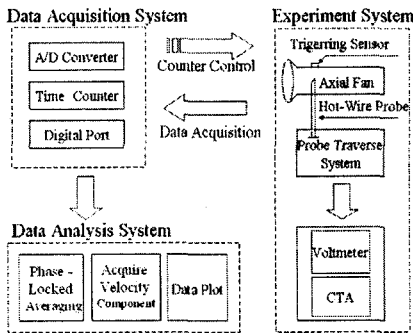 Data Acquisition System
A/D Converter
Time Counter
Digital Port
Counter Control
Data Acquisition
Experiment System
Trigerring Sensor
Axial Fan
Hot-Wire Probe
Probe Traverse
System
Voltmeter
CTA
Data Analysis System
Phase -
Locked
Averaging
Acquire
Velocity
Component
Data Plot